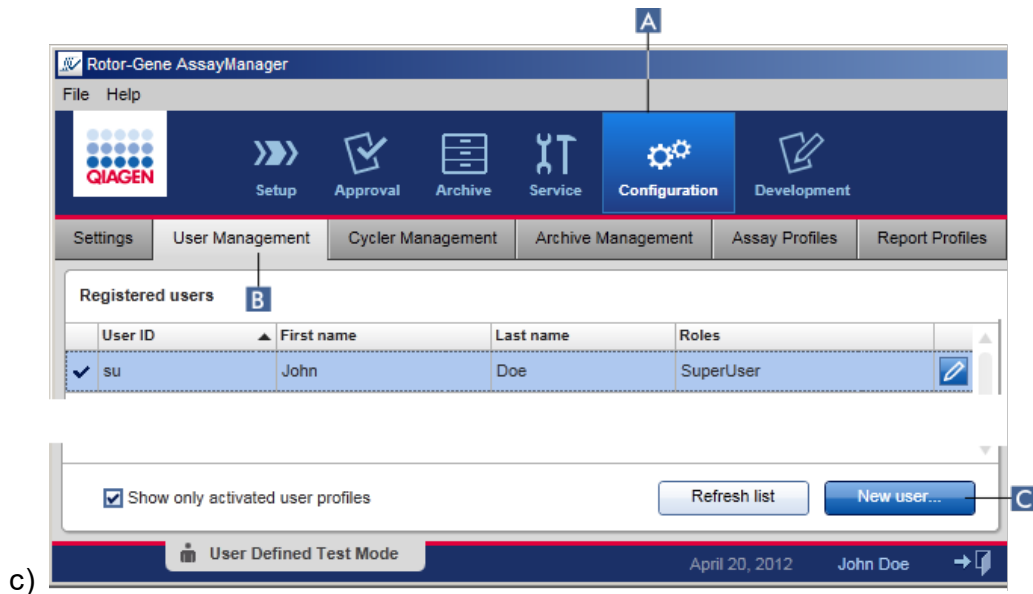 A
Rotor-Gene AssayManager
File Help
QIAGEN
Setup Approval Archive Service Configuration Development
Settings User Management Cycler Management Archive Management Assay Profiles Report Profiles
Registered users B
User ID First name Last name Roles
su John Doe SuperUser
Show only activated user profiles Refresh list New user... C
User Defined Test Mode April 20, 2012 John Doe
c)